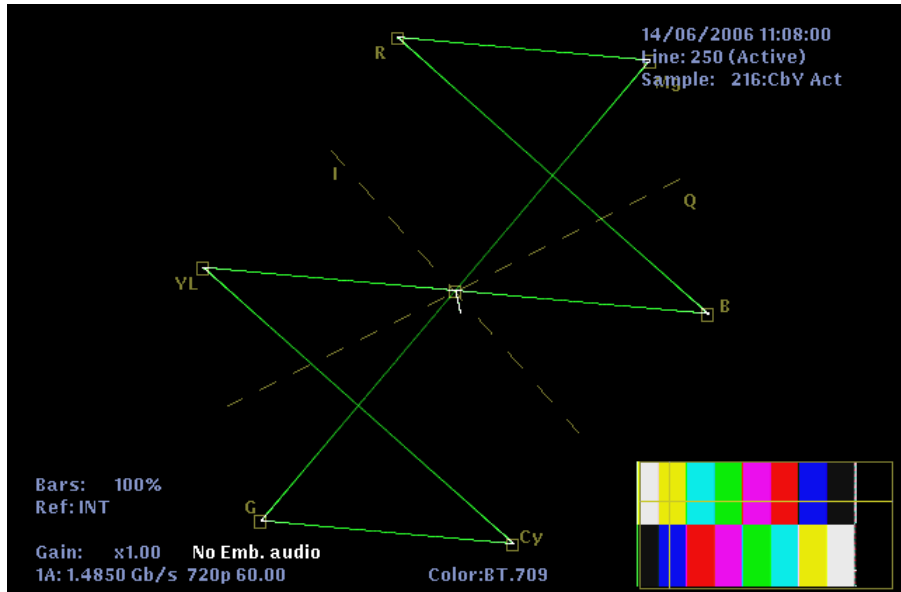 14/06/2006 11:08:00
R
Line: 250 (Active)
Mg
Sample: 216:CbY Act
I
Q
YL
B
Bars: 100%
Ref: INT
G
Cy
Gain: x1.00 No Emb. audio
1A: 1.4850 Gb/s 720p 60.00 Color:BT.709